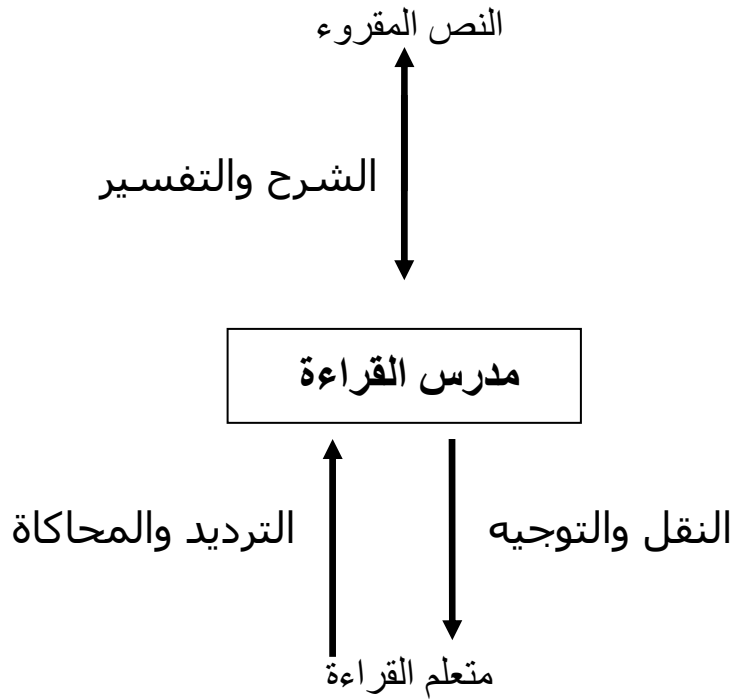 النص المقروء
الشرح والتفسير
مدرس القراءة
النقل والتوجيه
الترديد والمحاكاة
متعلم القراءة